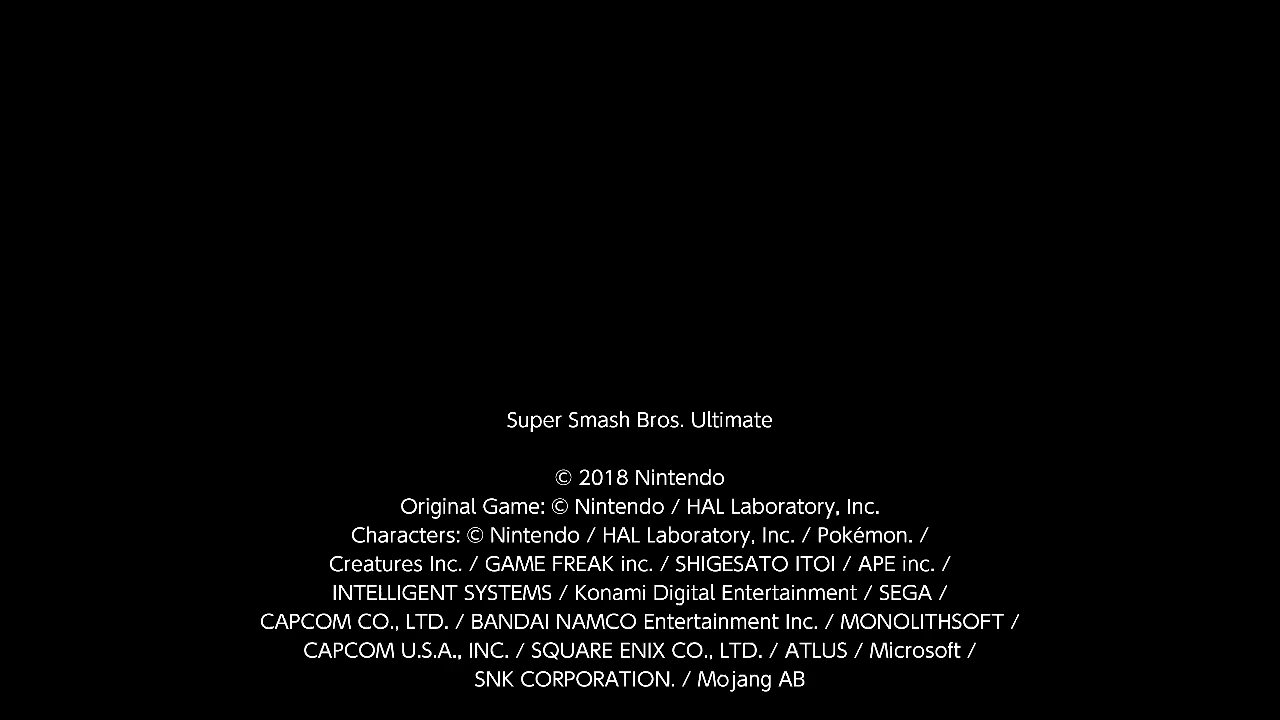 Super Smash Bros. Ultimate
© 2018 Nintendo
Original Game: © Nintendo / HAL Laboratory, Inc.
Characters: © Nintendo / HAL Laboratory, Inc. / Pokémon. /
Creatures Inc. / GAME FREAK inc. / SHIGESATO ITOI / APE inc. /
INTELLIGENT SYSTEMS / Konami Digital Entertainment / SEGA /
CAPCOM CO., LTD. / BANDAI NAMCO Entertainment Inc. / MONOLITHSOFT /
CAPCOM U.S.A., INC. / SQUARE ENIX CO., LTD. / ATLUS / Microsoft /
SNK CORPORATION. / Mojang AB